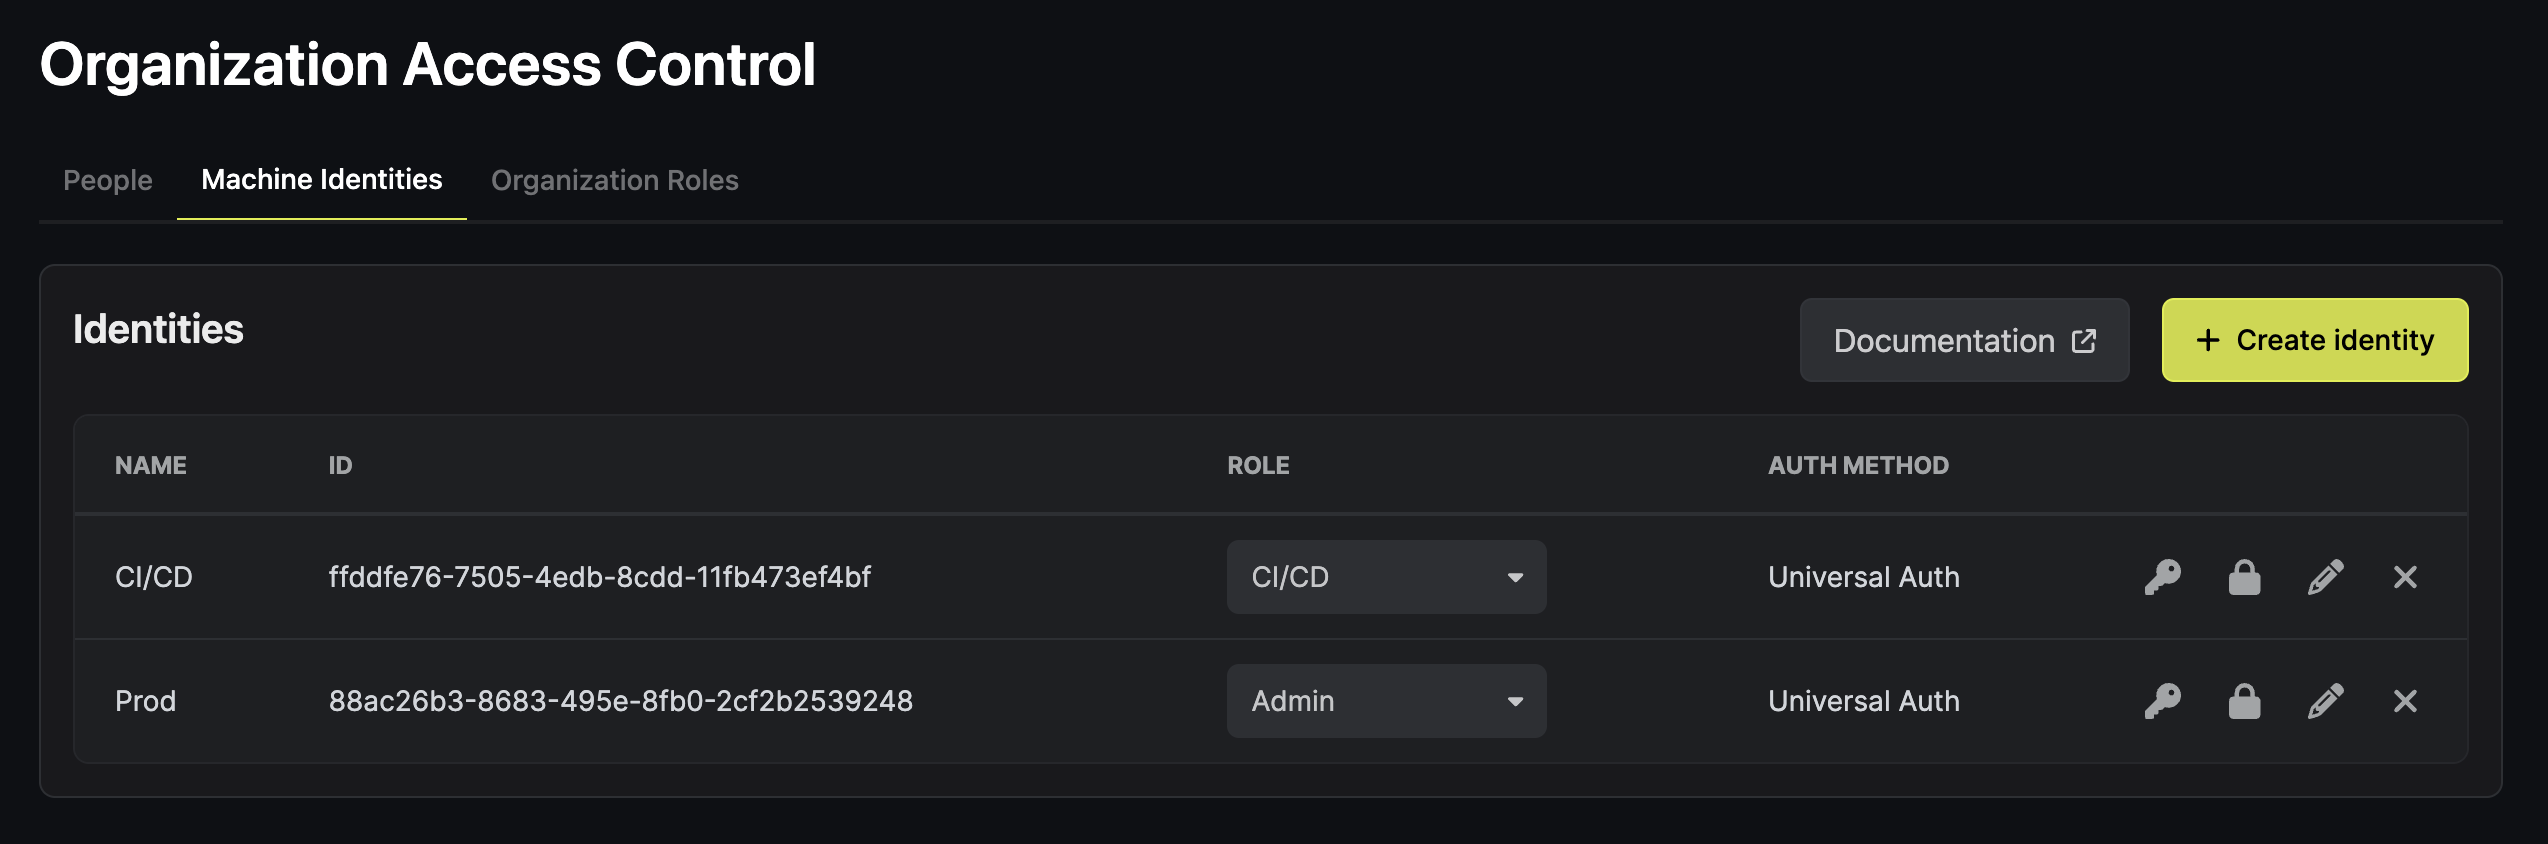 Organization Access Control
People Machine Identities Organization Roles
Identities
Documentation
+ Create identity
NAME ID ROLE AUTH METHOD
CI/CD ffddfe76-7505-4edb-8cdd-11fb473ef4bf CI/CD Universal Auth
Prod 88ac26b3-8683-495e-8fb0-2cf2b2539248 Admin Universal Auth